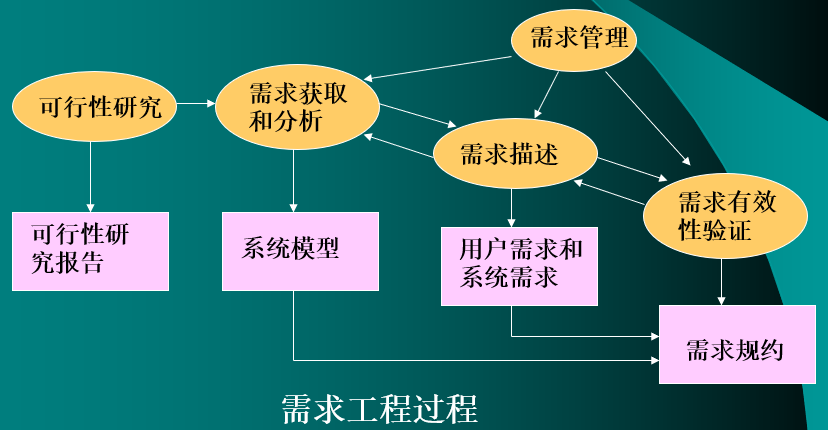 需求管理
可行性研究
需求获取
和分析
需求描述
需求有效
性验证
可行性研
究报告
系统模型
用户需求和
系统需求
需求规约
需求工程过程